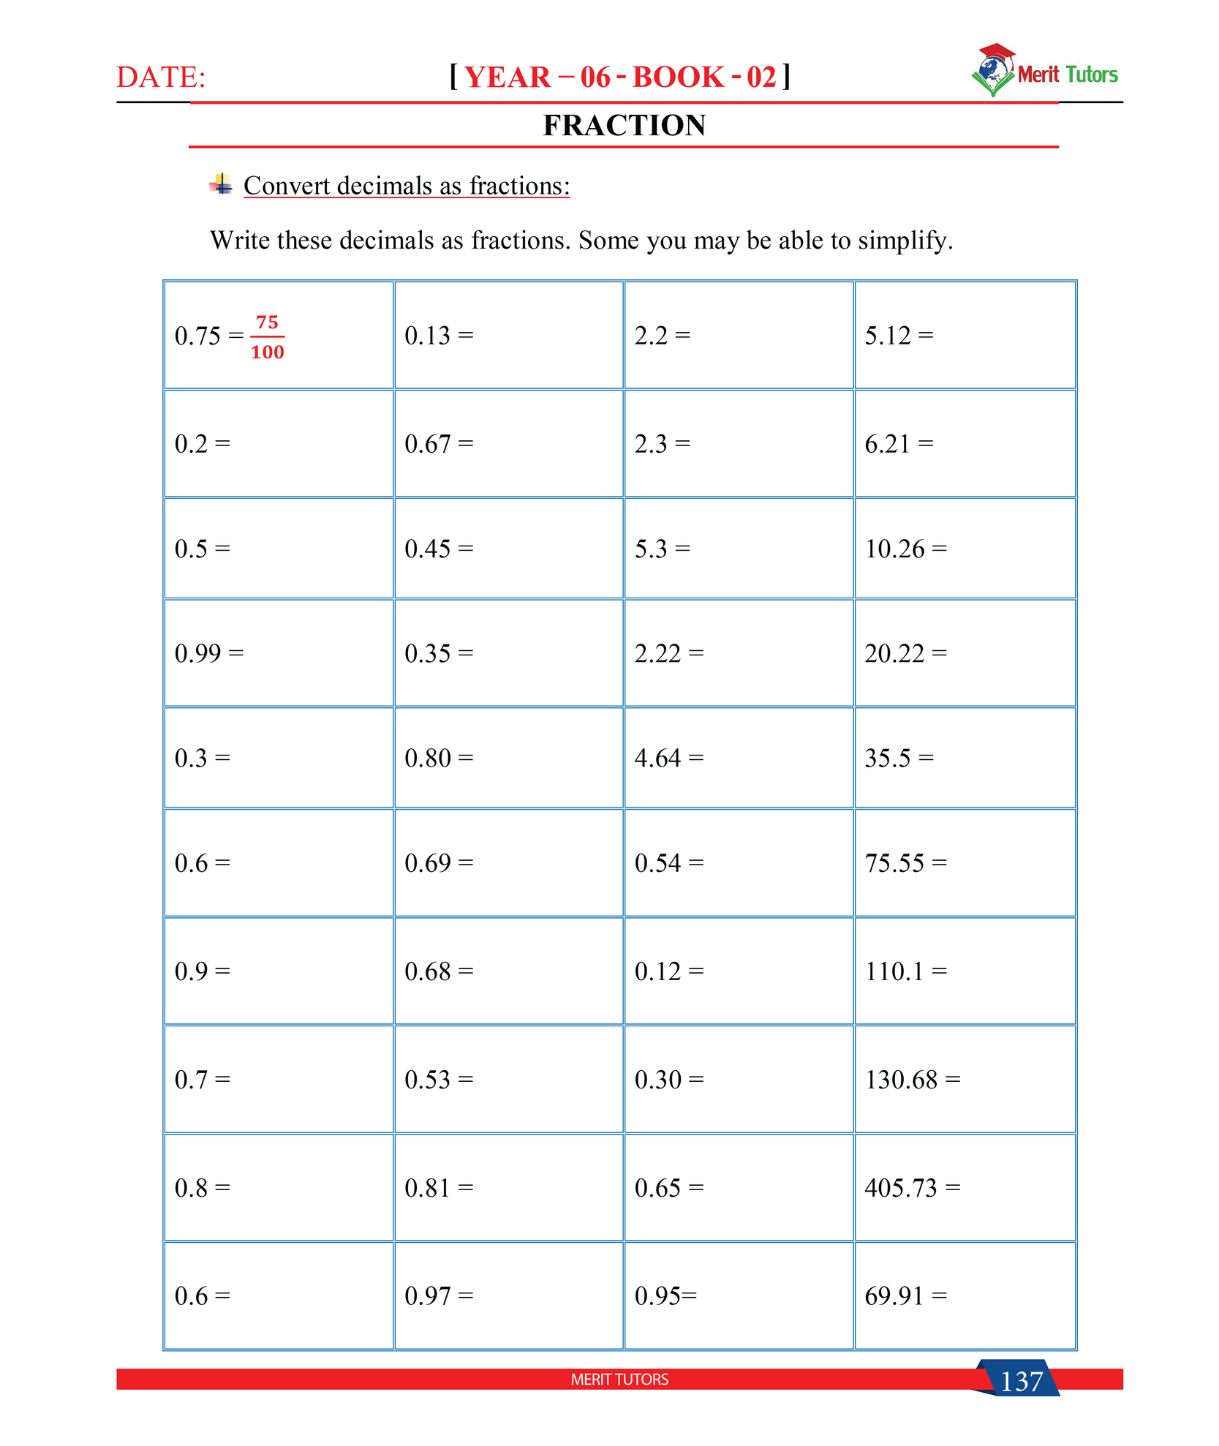 DATE:
[ YEAR – 06 - BOOK - 02 ]
Merit Tutors
FRACTION
Convert decimals as fractions:
Write these decimals as fractions. Some you may be able to simplify.
0.75 = 75/100 0.13 = 2.2 = 5.12 =
0.2 = 0.67 = 2.3 = 6.21 =
0.5 = 0.45 = 5.3 = 10.26 =
0.99 = 0.35 = 2.22 = 20.22 =
0.3 = 0.80 = 4.64 = 35.5 =
0.6 = 0.69 = 0.54 = 75.55 =
0.9 = 0.68 = 0.12 = 110.1 =
0.7 = 0.53 = 0.30 = 130.68 =
0.8 = 0.81 = 0.65 = 405.73 =
0.6 = 0.97 = 0.95= 69.91 =
MERIT TUTORS
137